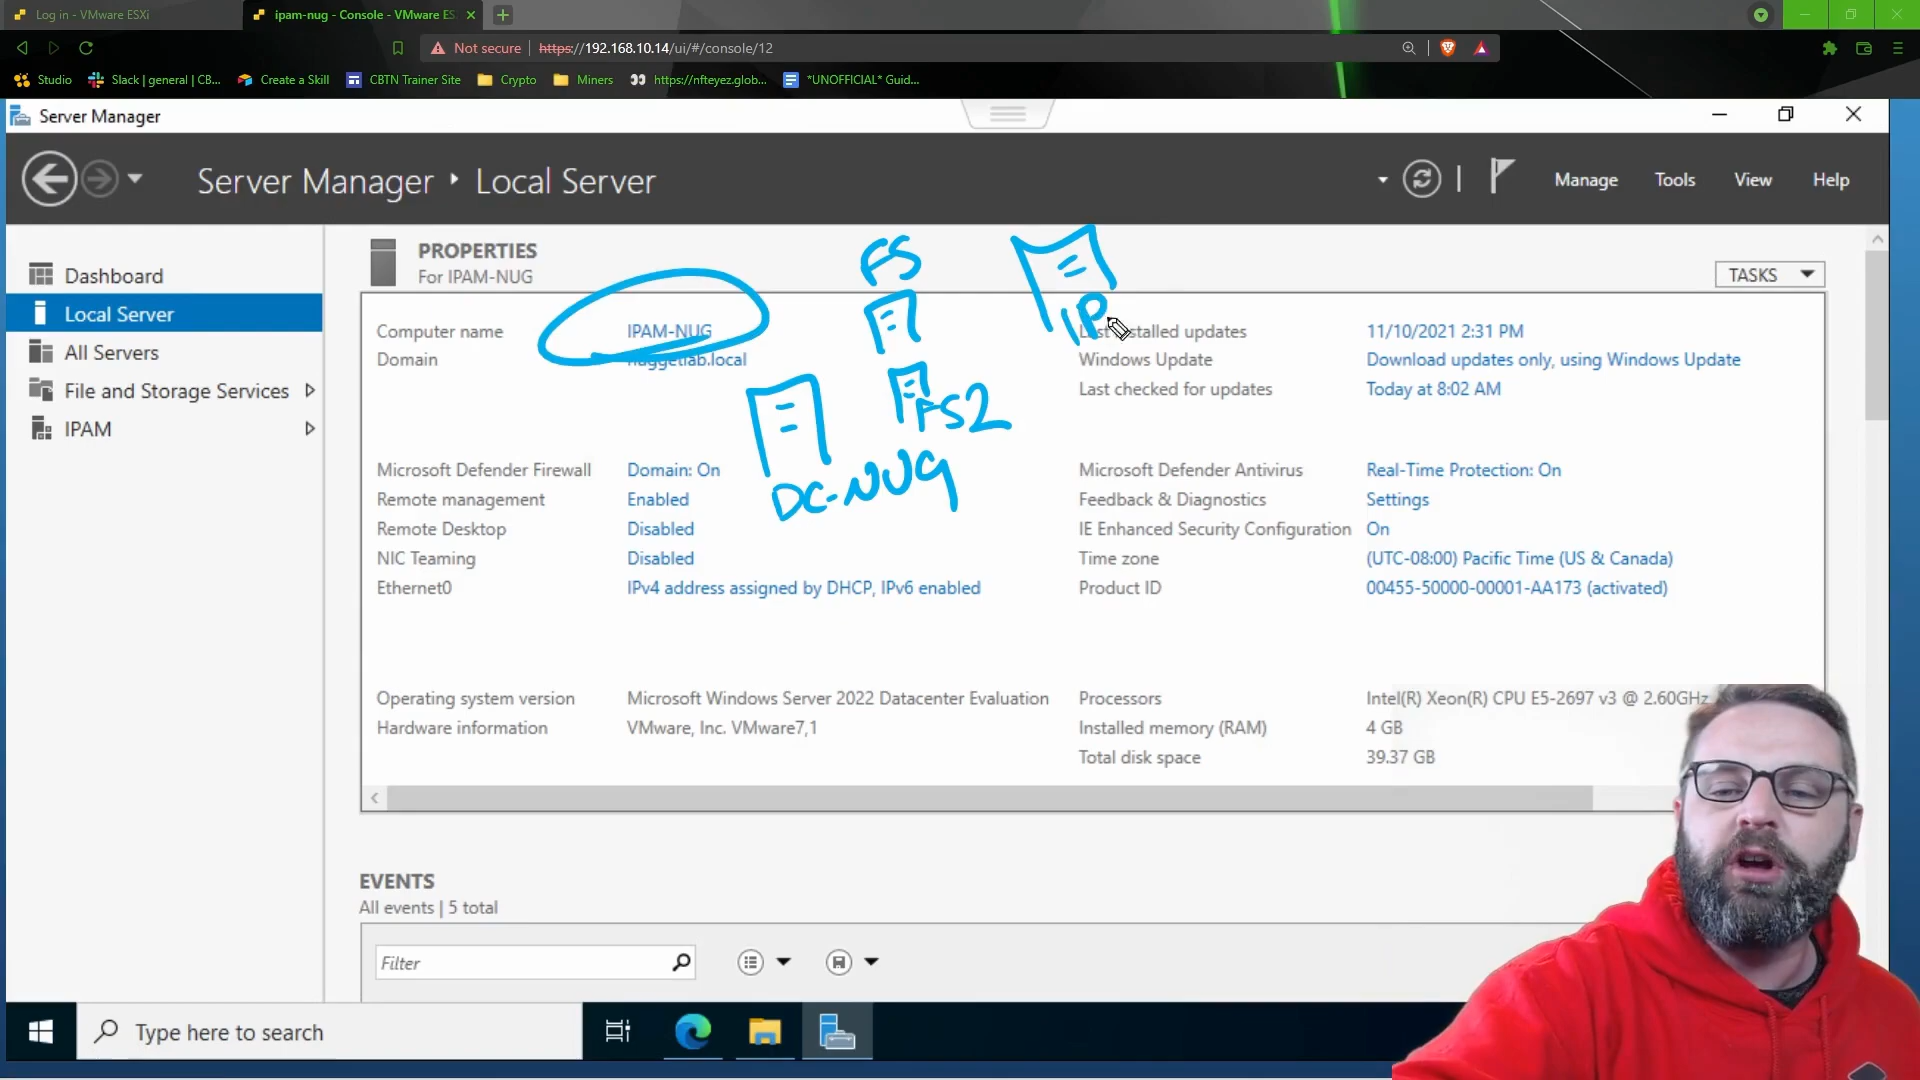 Log in - VMware ESXi
ipam-nug - Console - VMware ES
Not secure https://192.168.10.14/ui/#/console/12
Studio Slack | general | CB... Create a Skill CBTN Trainer Site Crypto Miners https://nfteyez.glob... *UNOFFICIAL* Guid...
Server Manager
Server Manager Local Server
Manage Tools View Help
Dashboard
Local Server
All Servers
File and Storage Services
IPAM
PROPERTIES
For IPAM-NUG
TASKS
FS
IP
FS2
DC-NUG
Computer name IPAM-NUG Last installed updates 11/10/2021 2:31 PM
Domain nuggetlab.local Windows Update Download updates only, using Windows Update
Last checked for updates Today at 8:02 AM
Microsoft Defender Firewall Domain: On Microsoft Defender Antivirus Real-Time Protection: On
Remote management Enabled Feedback & Diagnostics Settings
Remote Desktop Disabled IE Enhanced Security Configuration On
NIC Teaming Disabled Time zone (UTC-08:00) Pacific Time (US & Canada)
Ethernet0 IPv4 address assigned by DHCP, IPv6 enabled Product ID 00455-50000-00001-AA173 (activated)
Operating system version Microsoft Windows Server 2022 Datacenter Evaluation Processors Intel(R) Xeon(R) CPU E5-2697 v3 @ 2.60GHz
Hardware information VMware, Inc. VMware7,1 Installed memory (RAM) 4 GB
Total disk space 39.37 GB
EVENTS
All events | 5 total
Filter
Type here to search